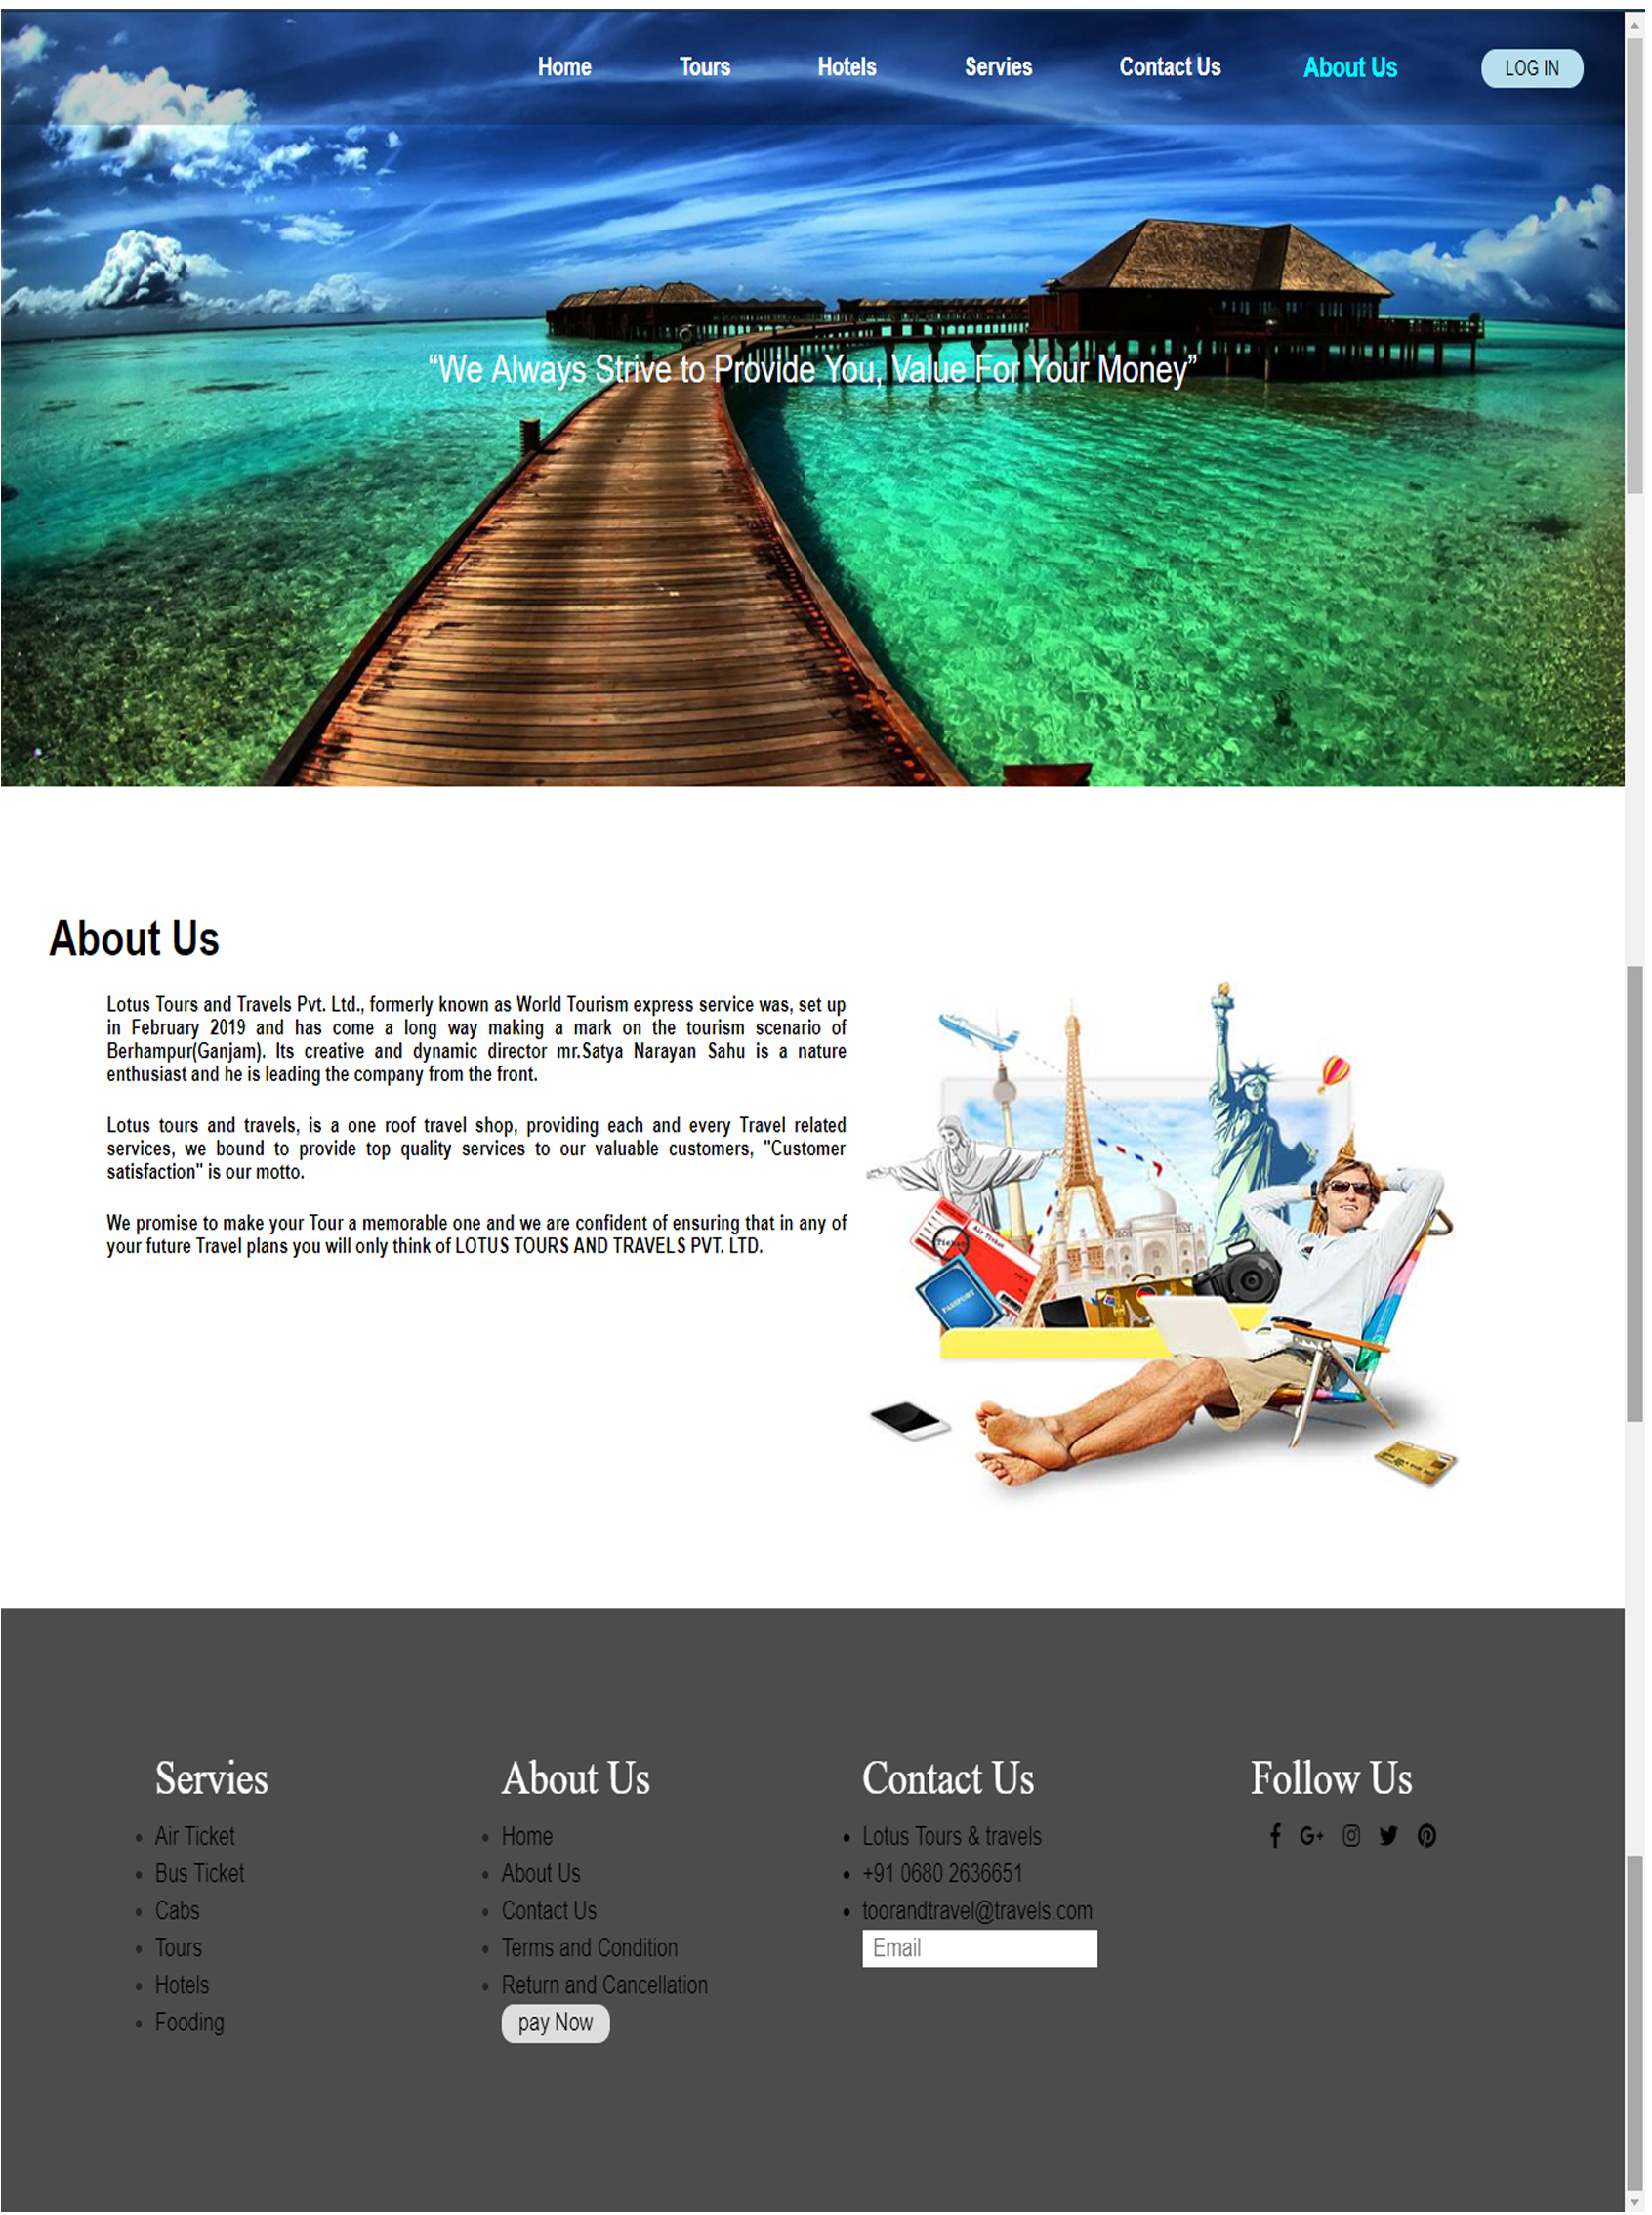 Home Tours Hotels Servies Contact Us About Us LOG IN
“We Always Strive to Provide You, Value For Your Money”
About Us
Lotus Tours and Travels Pvt. Ltd., formerly known as World Tourism express service was, set up
in February 2019 and has come a long way making a mark on the tourism scenario of
Berhampur(Ganjam). Its creative and dynamic director mr.Satya Narayan Sahu is a nature
enthusiast and he is leading the company from the front.
Lotus tours and travels, is a one roof travel shop, providing each and every Travel related
services, we bound to provide top quality services to our valuable customers, "Customer
satisfaction" is our motto.
We promise to make your Tour a memorable one and we are confident of ensuring that in any of
your future Travel plans you will only think of LOTUS TOURS AND TRAVELS PVT. LTD.
Air Ticket
Ticket
PASSPORT
Servies
Air Ticket
Bus Ticket
Cabs
Tours
Hotels
Fooding
About Us
Home
About Us
Contact Us
Terms and Condition
Return and Cancellation
pay Now
Contact Us
Lotus Tours & travels
+91 0680 2636651
toorandtravel@travels.com
Email
Follow Us